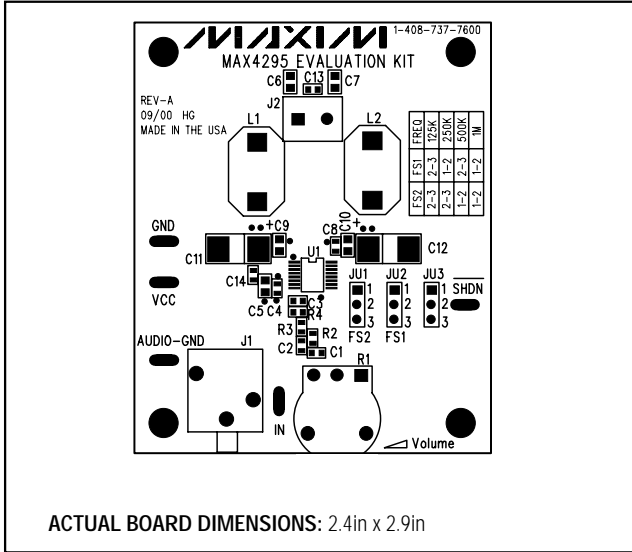 MAXIM
1-408-737-7600
MAX4295 EVALUATION KIT
C6
C13
C7
J2
REV-A
09/00 HG
MADE IN THE USA
L1
L2
FREQ 125K 250K 500K 1M
FS1 2-3 1-2 2-3 1-2
FS2 2-3 2-3 1-2 1-2
GND
C9
C8
C10
C11
+
U1
+
C12
C14
VCC
C5
C4
C3
R4
R3
R2
C2
C1
JU1
JU2
JU3
SHDN
1
2
3
1
2
3
1
2
3
FS2
FS1
AUDIO-GND
J1
R1
IN
Volume
ACTUAL BOARD DIMENSIONS: 2.4in x 2.9in